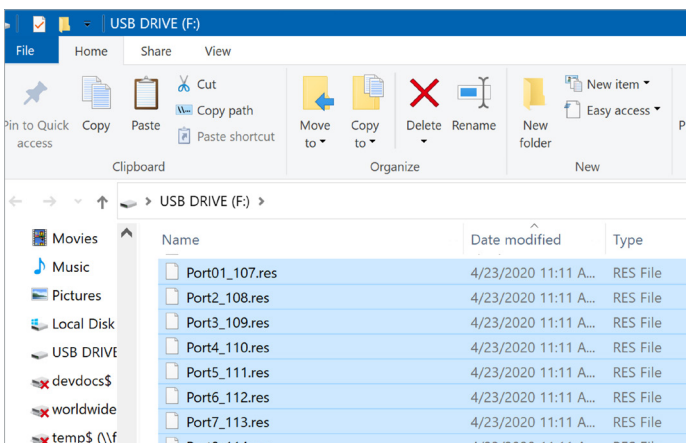 USB DRIVE (F:)
File Home Share View
Pin to Quick access
Copy
Paste
Cut
Copy path
Paste shortcut
Move to
Copy to
Delete
Rename
New folder
New item
Easy access
Clipboard Organize New
USB DRIVE (F:)
Movies
Music
Pictures
Local Disk
USB DRIVE
devdocs$
worldwide
temp$ (\\f
Name Date modified Type
Port01_107.res 4/23/2020 11:11 A... RES File
Port2_108.res 4/23/2020 11:11 A... RES File
Port3_109.res 4/23/2020 11:11 A... RES File
Port4_110.res 4/23/2020 11:11 A... RES File
Port5_111.res 4/23/2020 11:11 A... RES File
Port6_112.res 4/23/2020 11:11 A... RES File
Port7_113.res 4/23/2020 11:11 A... RES File